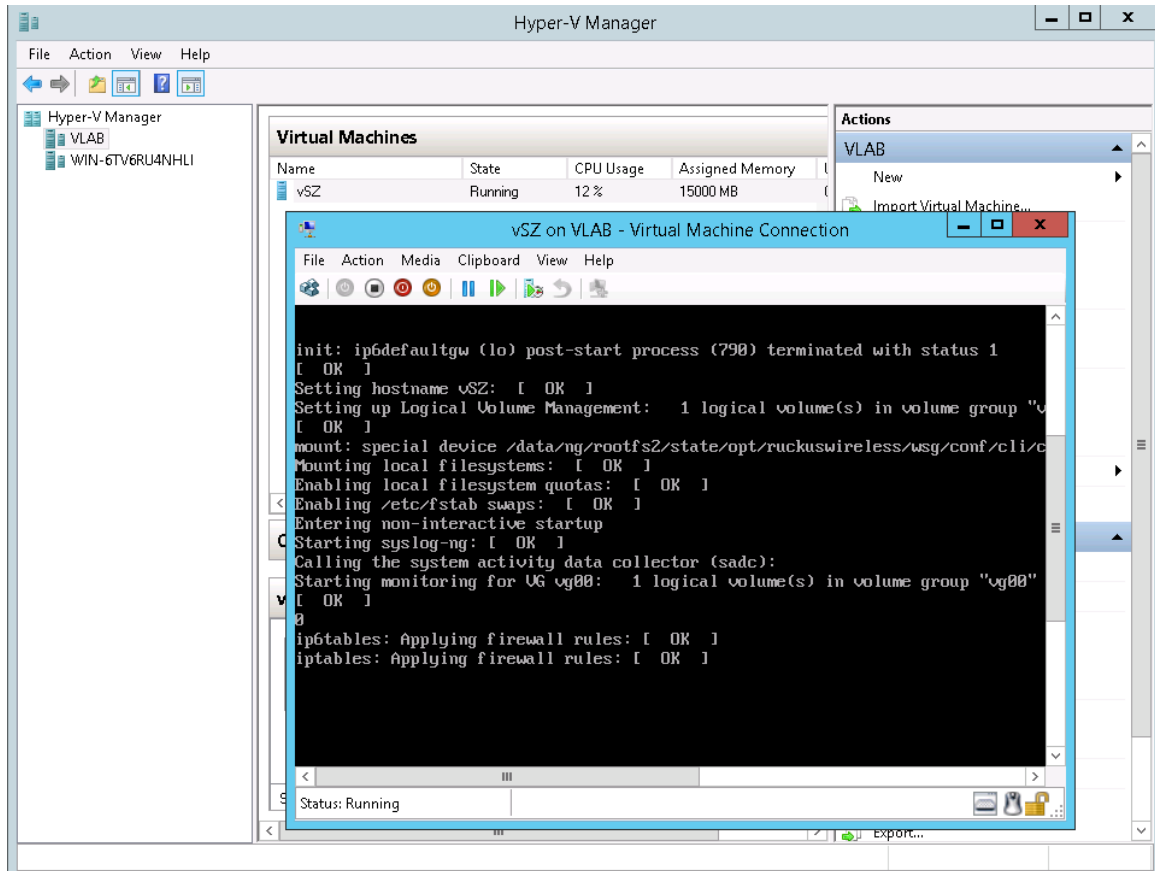 Hyper-V Manager
File Action View Help
Hyper-V Manager
VLAB
WIN-6TV6RU4NHLI
Virtual Machines
Name State CPU Usage Assigned Memory
vSZ Running 12 % 15000 MB
Actions
VLAB
New
Import Virtual Machine...
vSZ on VLAB - Virtual Machine Connection
File Action Media Clipboard View Help
init: ip6defaultgw (lo) post-start process (790) terminated with status 1
[ OK ]
Setting hostname vSZ: [ OK ]
Setting up Logical Volume Management: 1 logical volume(s) in volume group "v
[ OK ]
mount: special device /data/ng/rootfs2/state/opt/ruckuswireless/wsg/conf/cli/c
Mounting local filesystems: [ OK ]
Enabling local filesystem quotas: [ OK ]
Enabling /etc/fstab swaps: [ OK ]
Entering non-interactive startup
Starting syslog-ng: [ OK ]
Calling the system activity data collector (sadc):
Starting monitoring for VG vg00: 1 logical volume(s) in volume group "vg00"
[ OK ]
0
ip6tables: Applying firewall rules: [ OK ]
iptables: Applying firewall rules: [ OK ]
Status: Running
Export...